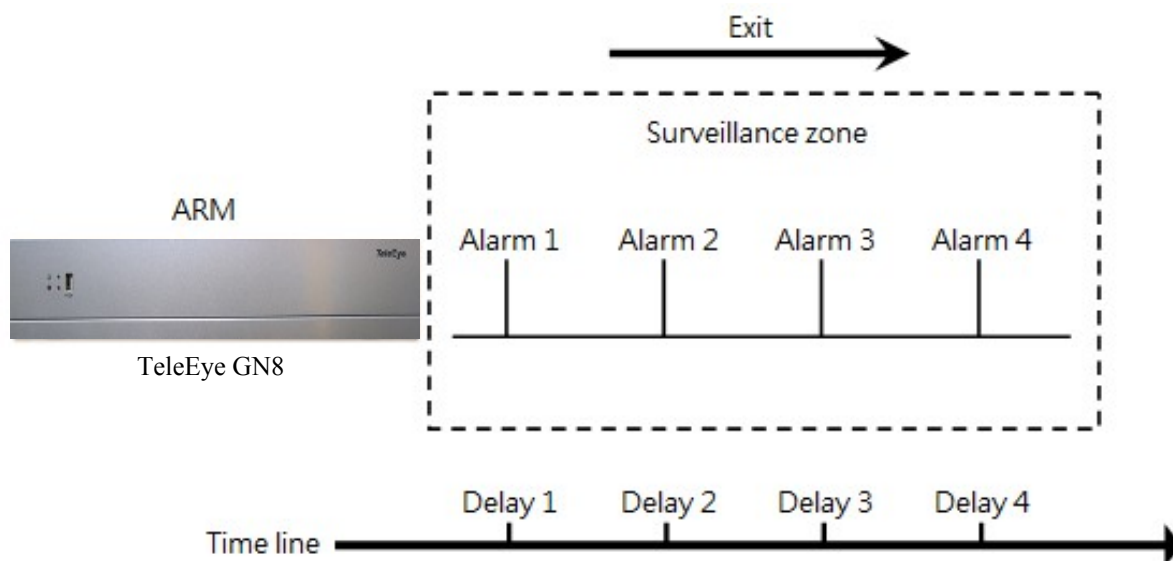 Exit
Surveillance zone
ARM
Alarm 1 Alarm 2 Alarm 3 Alarm 4
TeleEye
TeleEye GN8
Delay 1 Delay 2 Delay 3 Delay 4
Time line